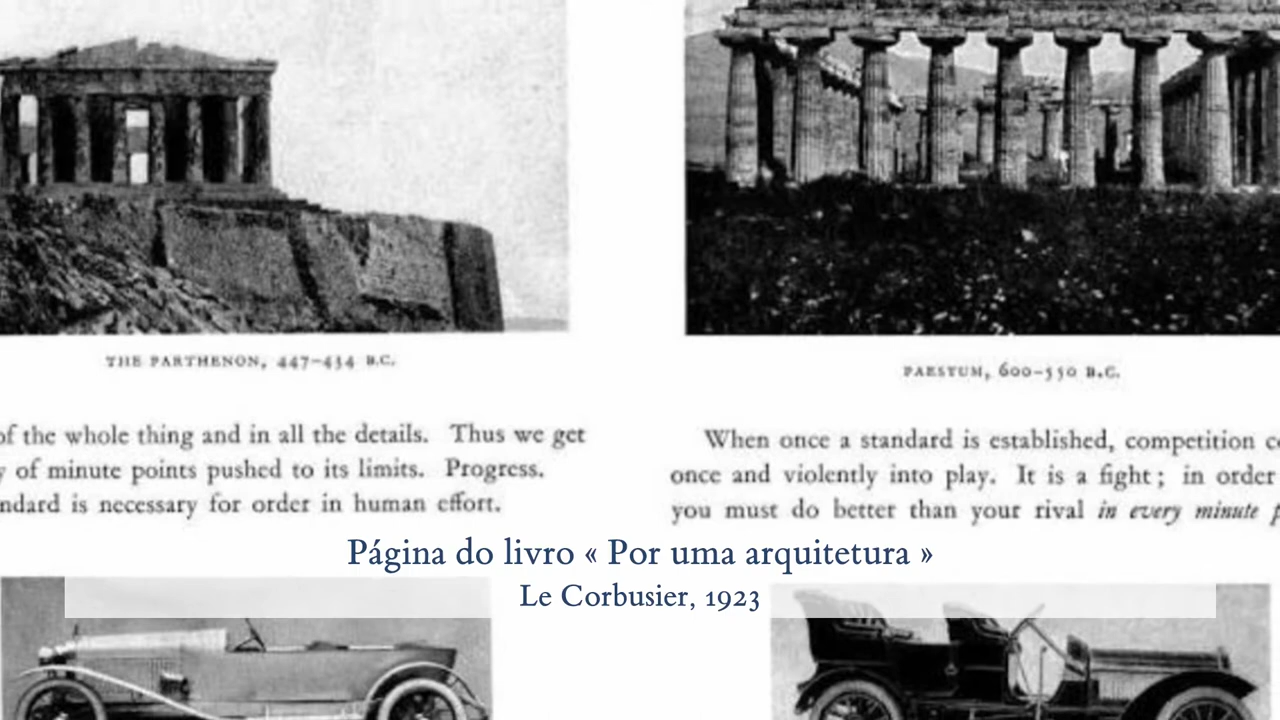 THE PARTHENON, 447–434 B.C.
PAESTUM, 600–550 B.C.
of the whole thing and in all the details. Thus we get
of minute points pushed to its limits. Progress.
is necessary for order in human effort.
When once a standard is established, competition
once and violently into play. It is a fight; in order
you must do better than your rival in every minute
Página do livro « Por uma arquitetura »
Le Corbusier, 1923